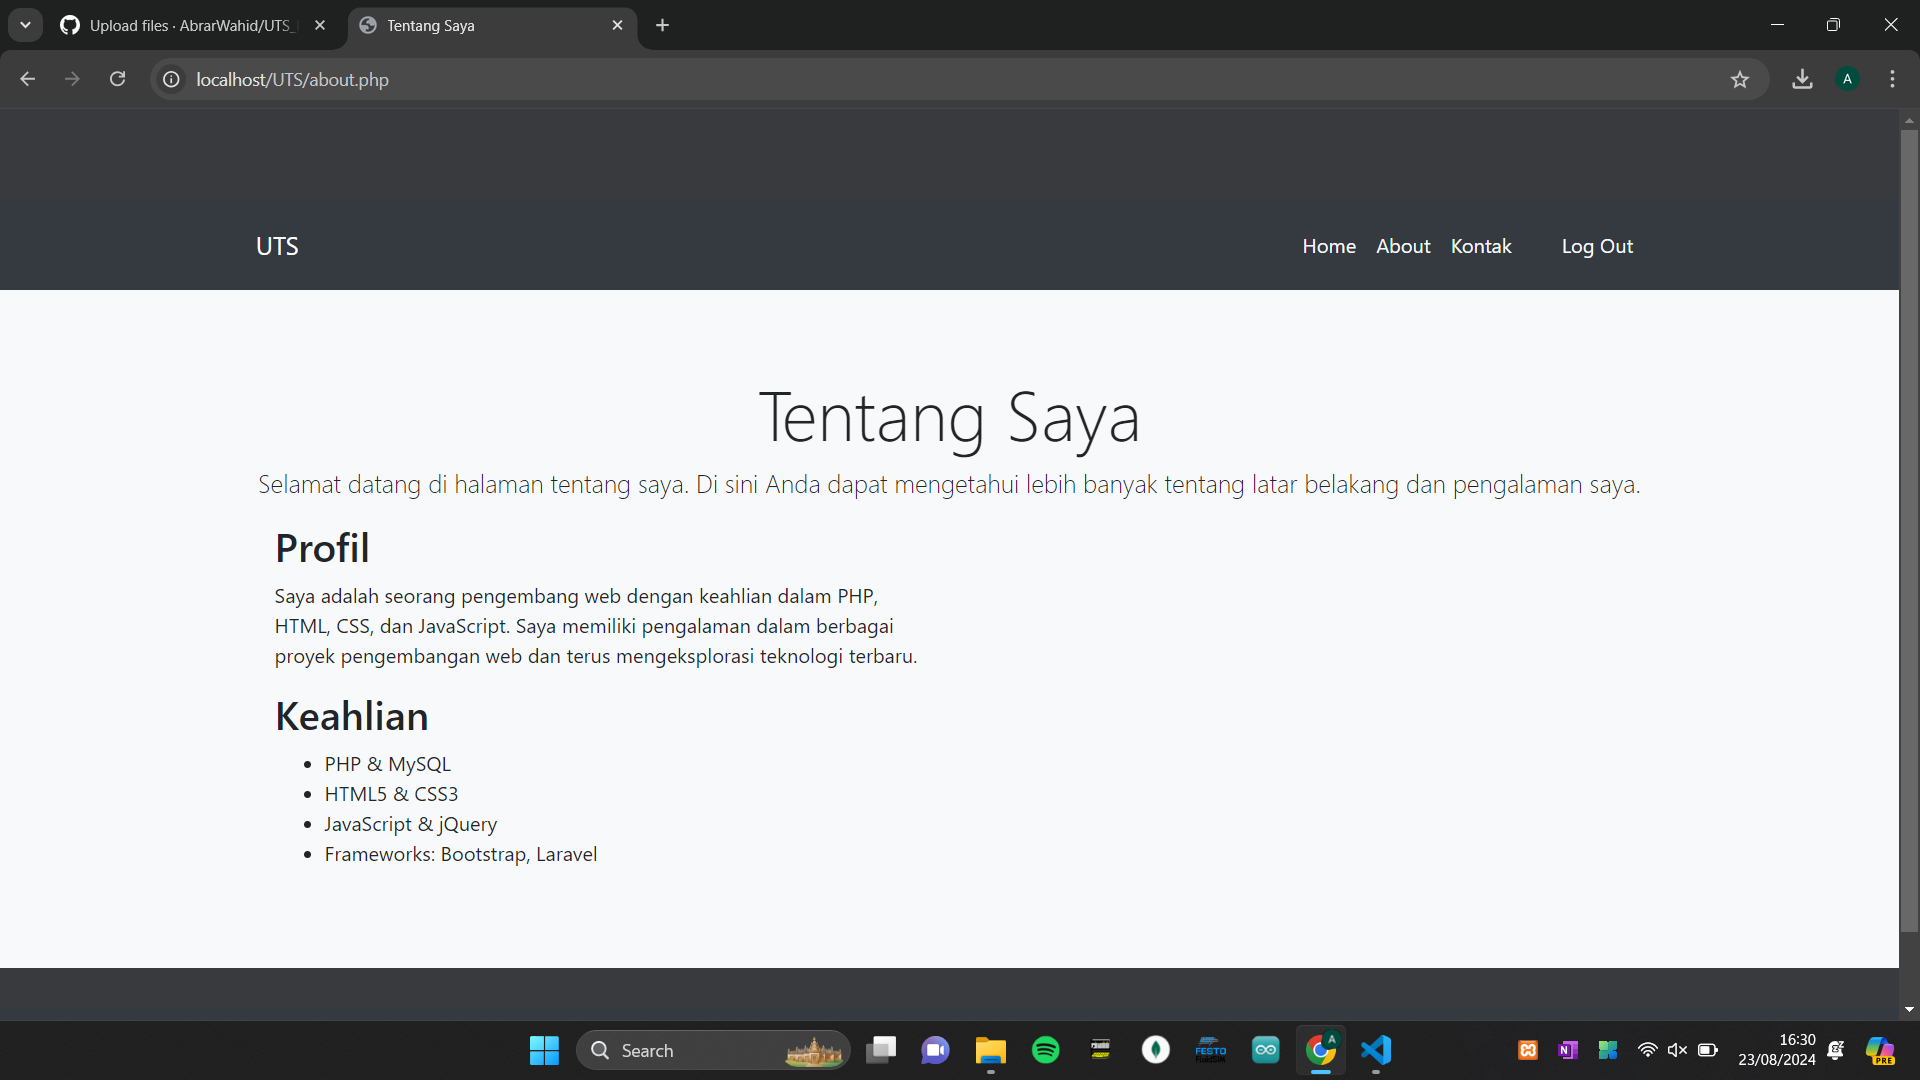 Upload files · AbrarWahid/UTS_
Tentang Saya
localhost/UTS/about.php
A
UTS
Home About Kontak Log Out
Tentang Saya
Selamat datang di halaman tentang saya. Di sini Anda dapat mengetahui lebih banyak tentang latar belakang dan pengalaman saya.
Profil
Saya adalah seorang pengembang web dengan keahlian dalam PHP,
HTML, CSS, dan JavaScript. Saya memiliki pengalaman dalam berbagai
proyek pengembangan web dan terus mengeksplorasi teknologi terbaru.
Keahlian
• PHP & MySQL
• HTML5 & CSS3
• JavaScript & jQuery
• Frameworks: Bootstrap, Laravel
Search
FESTO
A
N
16:30
23/08/2024
PRE